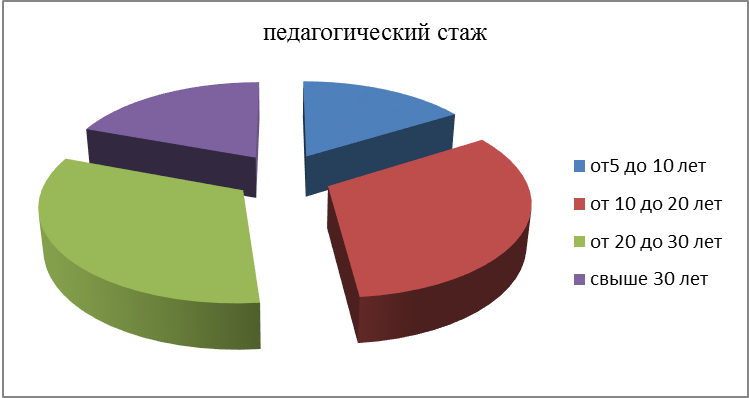 педагогический стаж
от5 до 10 лет
от 10 до 20 лет
от 20 до 30 лет
свыше 30 лет